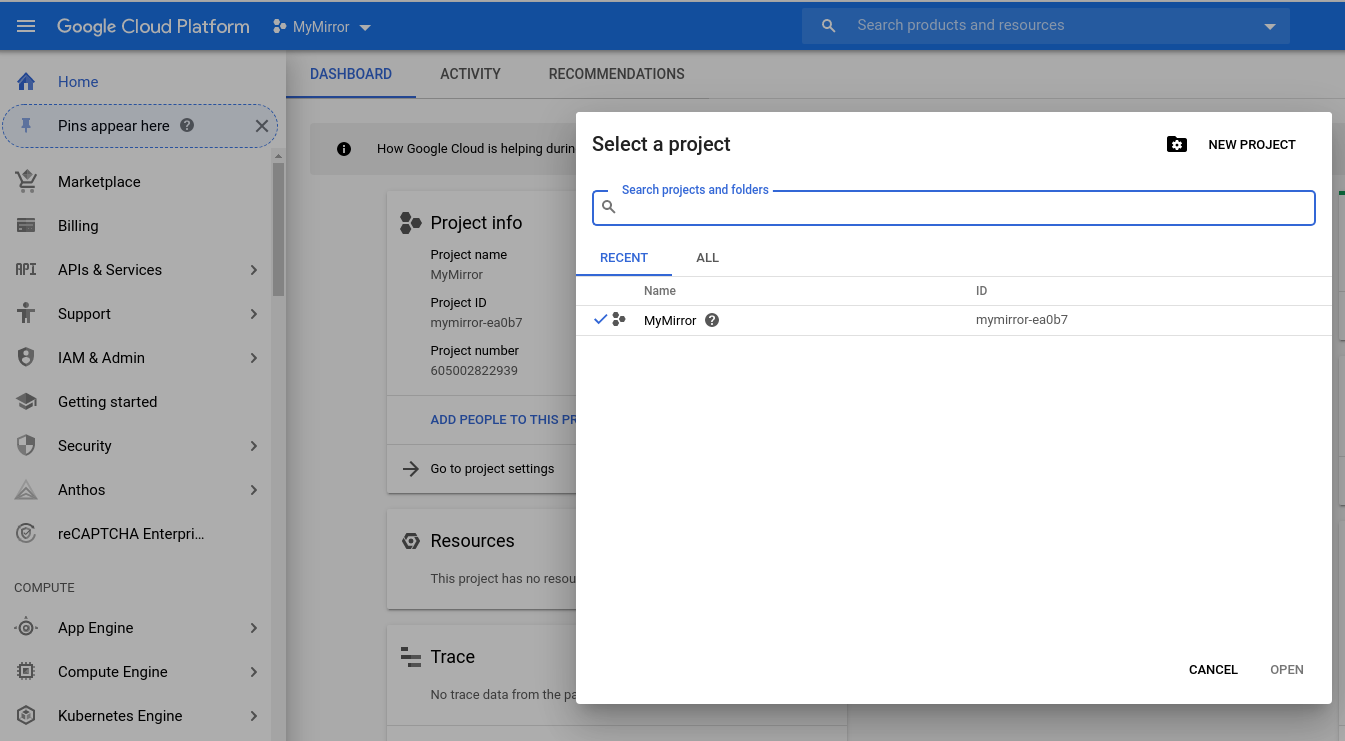 Google Cloud Platform
MyMirror
Search products and resources
Home
Pins appear here
Marketplace
Billing
API APIs & Services
Support
IAM & Admin
Getting started
Security
Anthos
reCAPTCHA Enterpri...
COMPUTE
App Engine
Compute Engine
Kubernetes Engine
DASHBOARD
ACTIVITY
RECOMMENDATIONS
How Google Cloud is helping durin
Project info
Project name
MyMirror
Project ID
mymirror-ea0b7
Project number
605002822939
ADD PEOPLE TO THIS PR
Go to project settings
Resources
This project has no resou
Trace
No trace data from the pa
Select a project
NEW PROJECT
Search projects and folders
RECENT
ALL
Name
ID
MyMirror
mymirror-ea0b7
CANCEL
OPEN